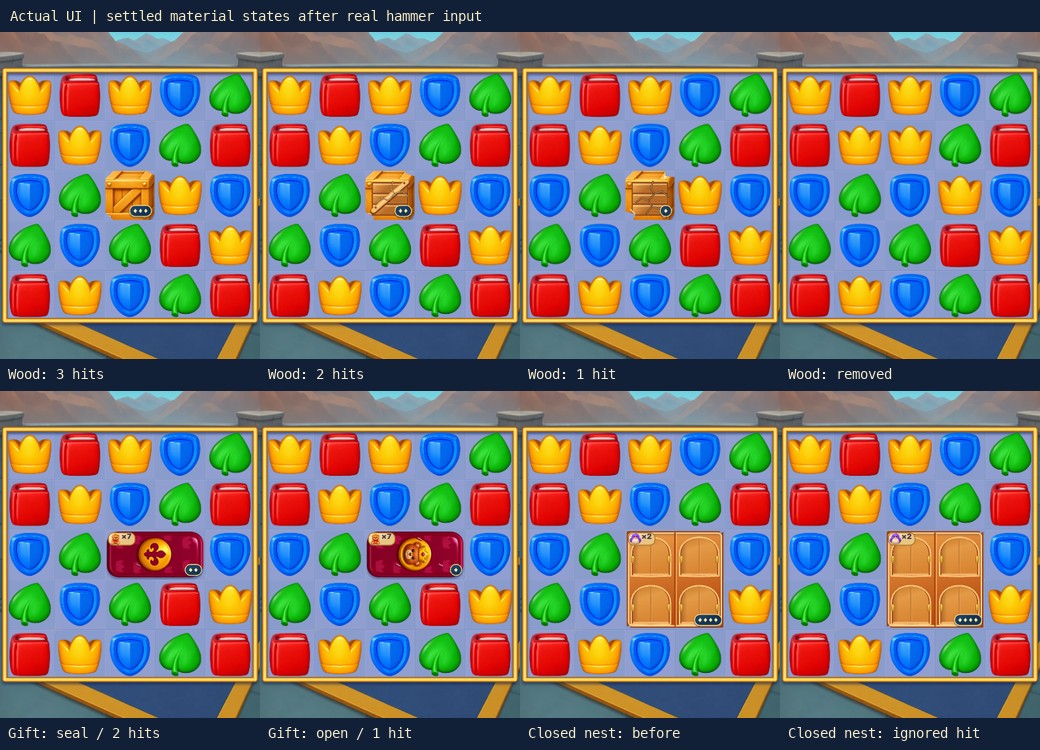 Actual UI | settled material states after real hammer input
Wood: 3 hits
Wood: 2 hits
Wood: 1 hit
Wood: removed
×7
×7
×2
×2
Gift: seal / 2 hits
Gift: open / 1 hit
Closed nest: before
Closed nest: ignored hit